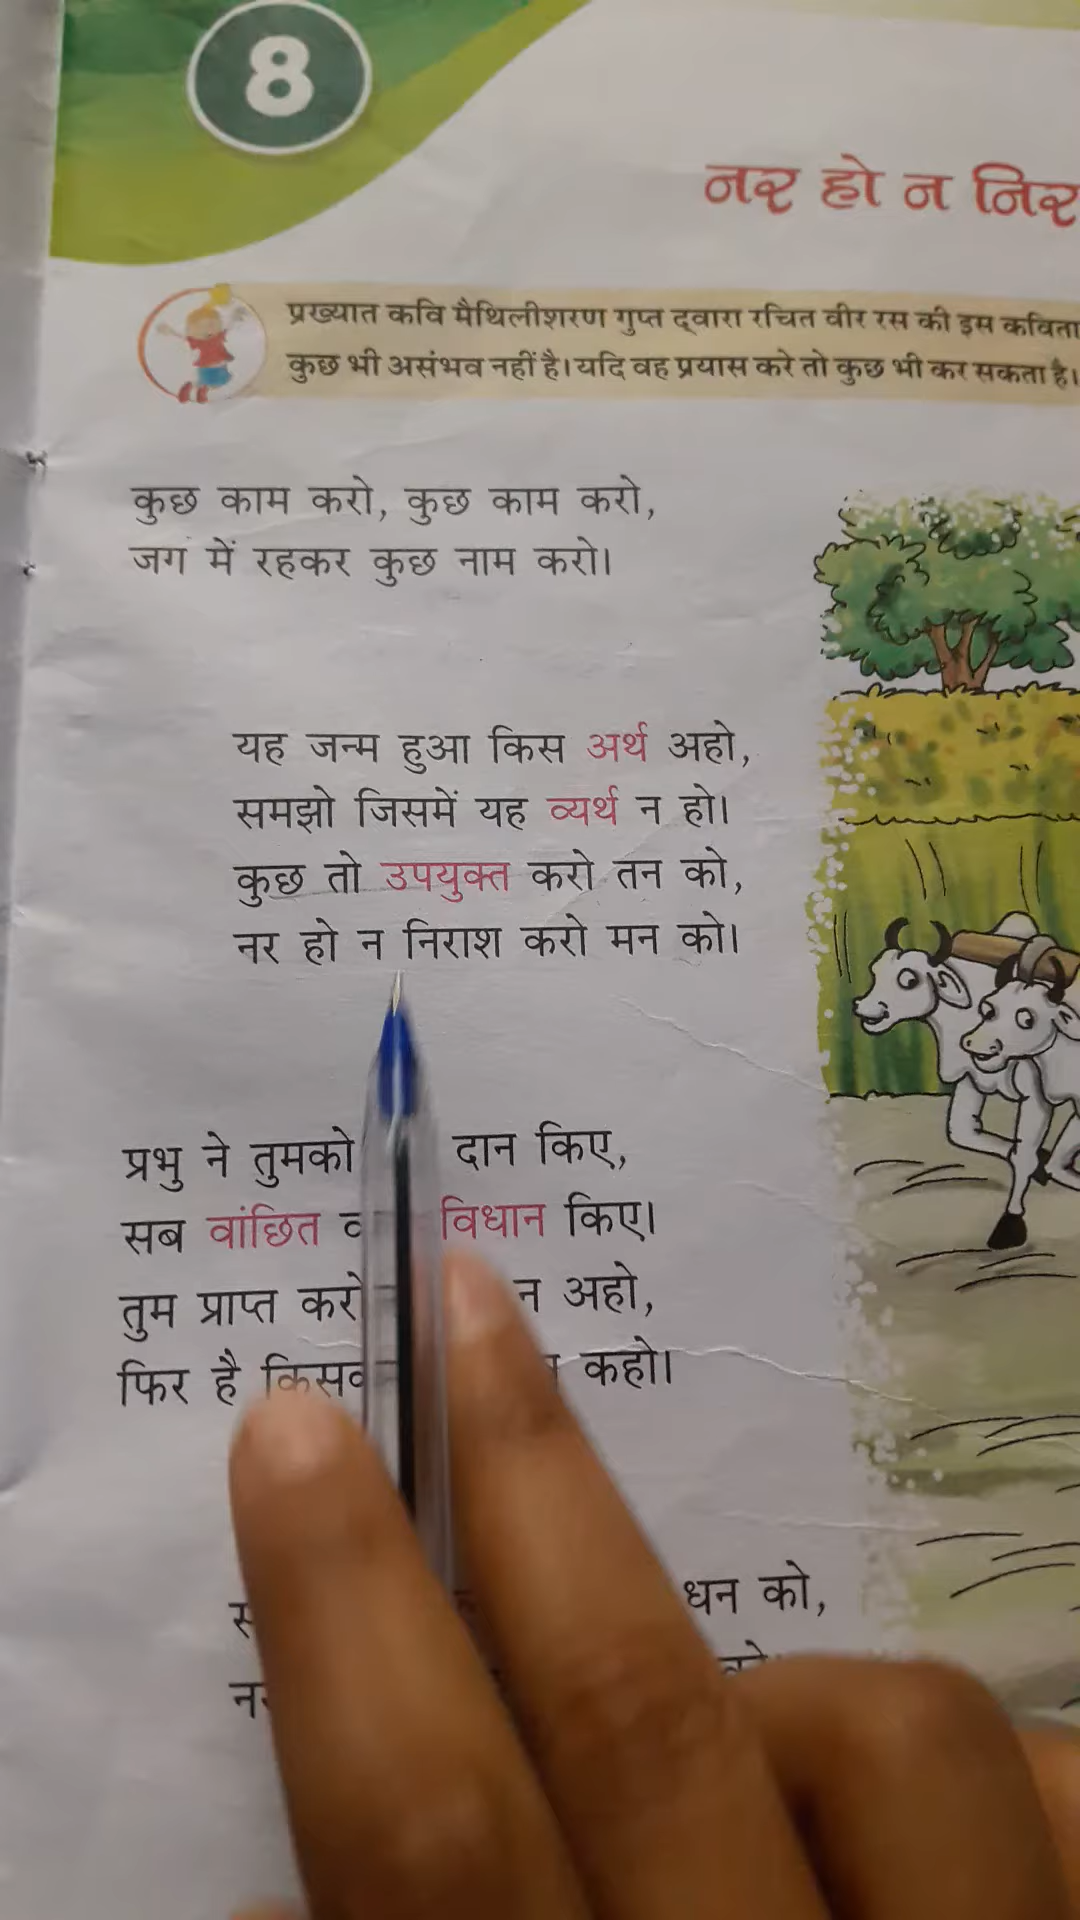 8
नर हो न निर
प्रख्यात कवि मैथिलीशरण गुप्त द्वारा रचित वीर रस की इस कविता
कुछ भी असंभव नहीं है। यदि वह प्रयास करे तो कुछ भी कर सकता है।
कुछ काम करो, कुछ काम करो,
जग में रहकर कुछ नाम करो।
यह जन्म हुआ किस अर्थ अहो,
समझो जिसमें यह व्यर्थ न हो।
कुछ तो उपयुक्त करो तन को,
नर हो न निराश करो मन को।
प्रभु ने तुमको दान किए,
सब वांछित विधान किए।
तुम प्राप्त करो न अहो,
फिर है कहो।
धन को,